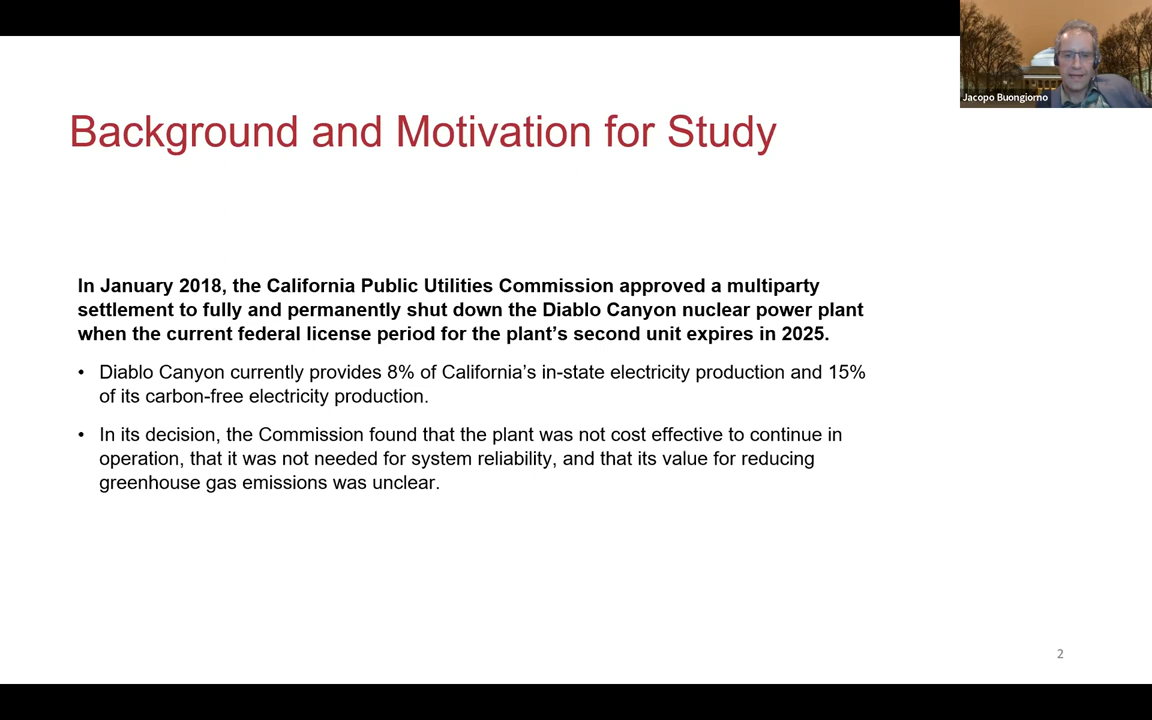 Jacopo Buongiorno
Background and Motivation for Study
In January 2018, the California Public Utilities Commission approved a multiparty
settlement to fully and permanently shut down the Diablo Canyon nuclear power plant
when the current federal license period for the plant’s second unit expires in 2025.
• Diablo Canyon currently provides 8% of California’s in-state electricity production and 15%
of its carbon-free electricity production.
• In its decision, the Commission found that the plant was not cost effective to continue in
operation, that it was not needed for system reliability, and that its value for reducing
greenhouse gas emissions was unclear.
2